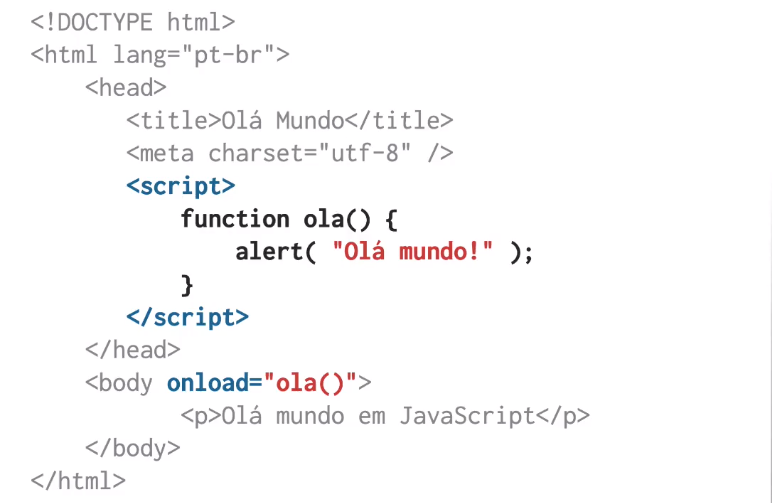 <!DOCTYPE html>
<html lang="pt-br">
<head>
<title>Olá Mundo</title>
<meta charset="utf-8" />
<script>
function ola() {
alert( "Olá mundo!" );
}
</script>
</head>
<body onload="ola()">
<p>Olá mundo em JavaScript</p>
</body>
</html>